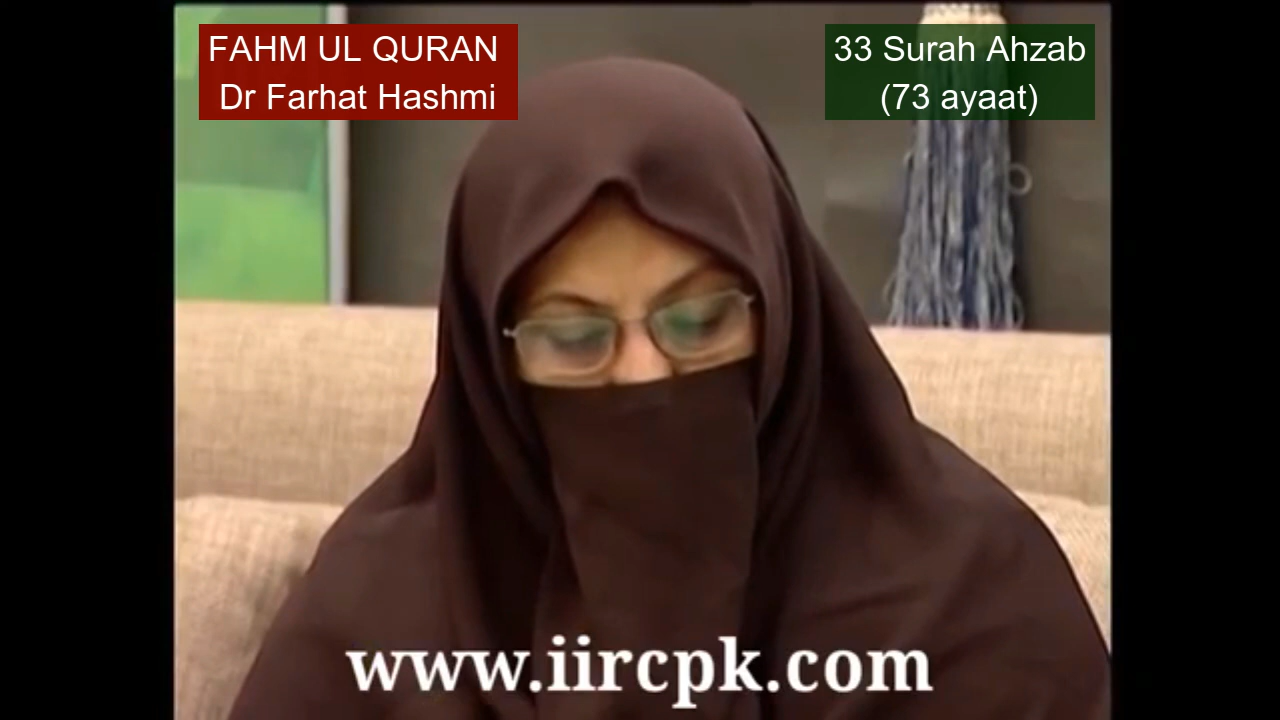 FAHM UL QURAN
Dr Farhat Hashmi
33 Surah Ahzab
(73 ayaat)
www.iircpk.com